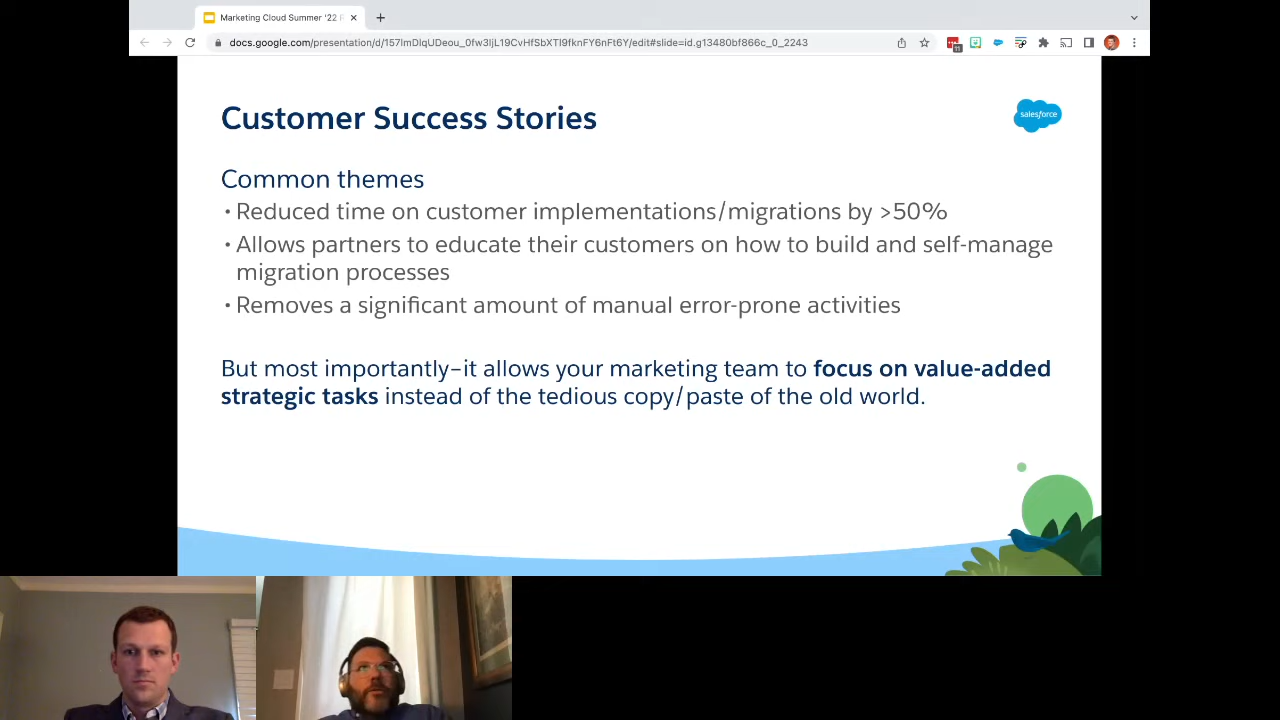 Marketing Cloud Summer '22 R
docs.google.com/presentation/d/157lmDlqUDeou_0fw3IjL19CvHfSbXTl9fknFY6nFt6Y/edit#slide=id.g13480bf866c_0_2243
11
Customer Success Stories
salesforce
Common themes
• Reduced time on customer implementations/migrations by >50%
• Allows partners to educate their customers on how to build and self-manage
migration processes
• Removes a significant amount of manual error-prone activities
But most importantly–it allows your marketing team to focus on value-added
strategic tasks instead of the tedious copy/paste of the old world.